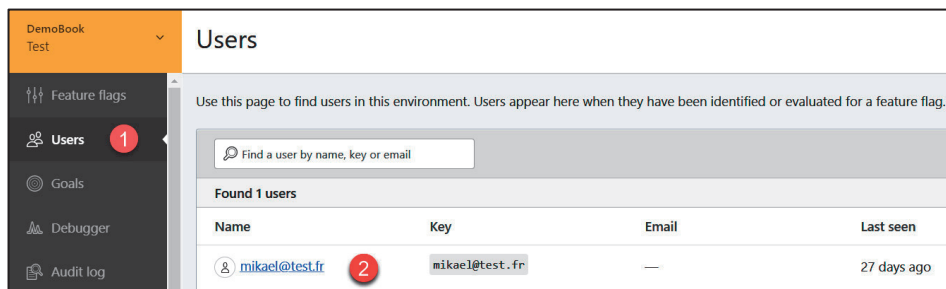 DemoBook
Test
Users
Feature flags
Use this page to find users in this environment. Users appear here when they have been identified or evaluated for a feature flag.
Users 1
Find a user by name, key or email
Goals
Found 1 users
Debugger
Name Key Email Last seen
Audit log
mikael@test.fr 2 mikael@test.fr — 27 days ago